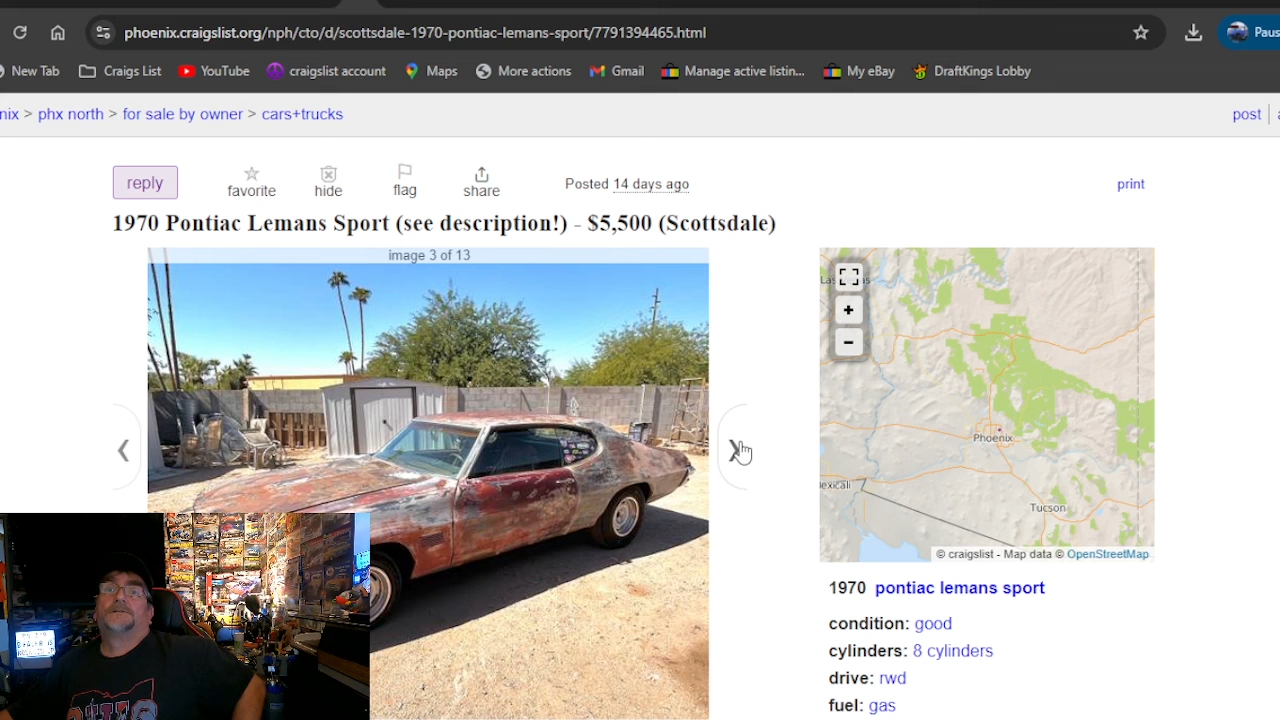 phoenix.craigslist.org/nph/cto/d/scottsdale-1970-pontiac-lemans-sport/7791394465.html
Paus
New Tab Craigs List YouTube craigslist account Maps More actions Gmail Manage active listin... My eBay DraftKings Lobby
nix > phx north > for sale by owner > cars+trucks
post
reply favorite hide flag share Posted 14 days ago print
1970 Pontiac Lemans Sport (see description!) - $5,500 (Scottsdale)
image 3 of 13
+
−
Phoenix
Tucson
© craigslist - Map data © OpenStreetMap
1970 pontiac lemans sport
condition: good
cylinders: 8 cylinders
drive: rwd
fuel: gas